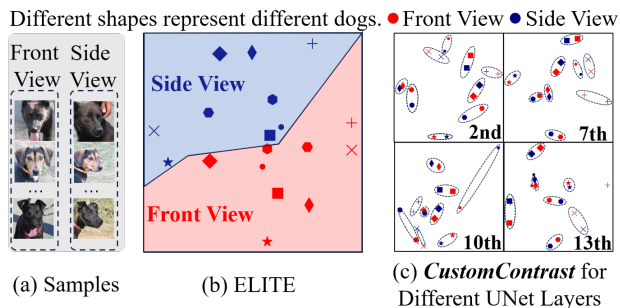 Different shapes represent different dogs. Front View Side View
Front View
Side View
...
...
Side View
Front View
2nd
7th
10th
13th
(a) Samples
(b) ELITE
(c) CustomContrast for
Different UNet Layers